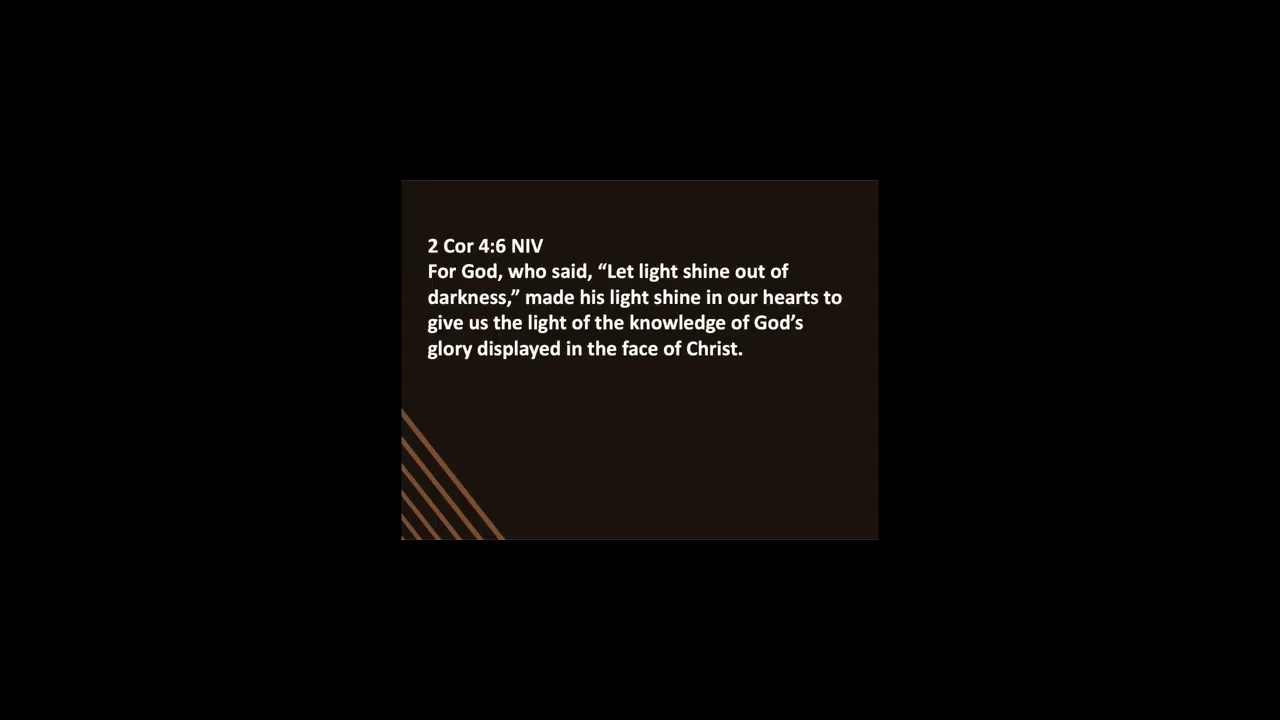 2 Cor 4:6 NIV
For God, who said, “Let light shine out of
darkness,” made his light shine in our hearts to
give us the light of the knowledge of God’s
glory displayed in the face of Christ.